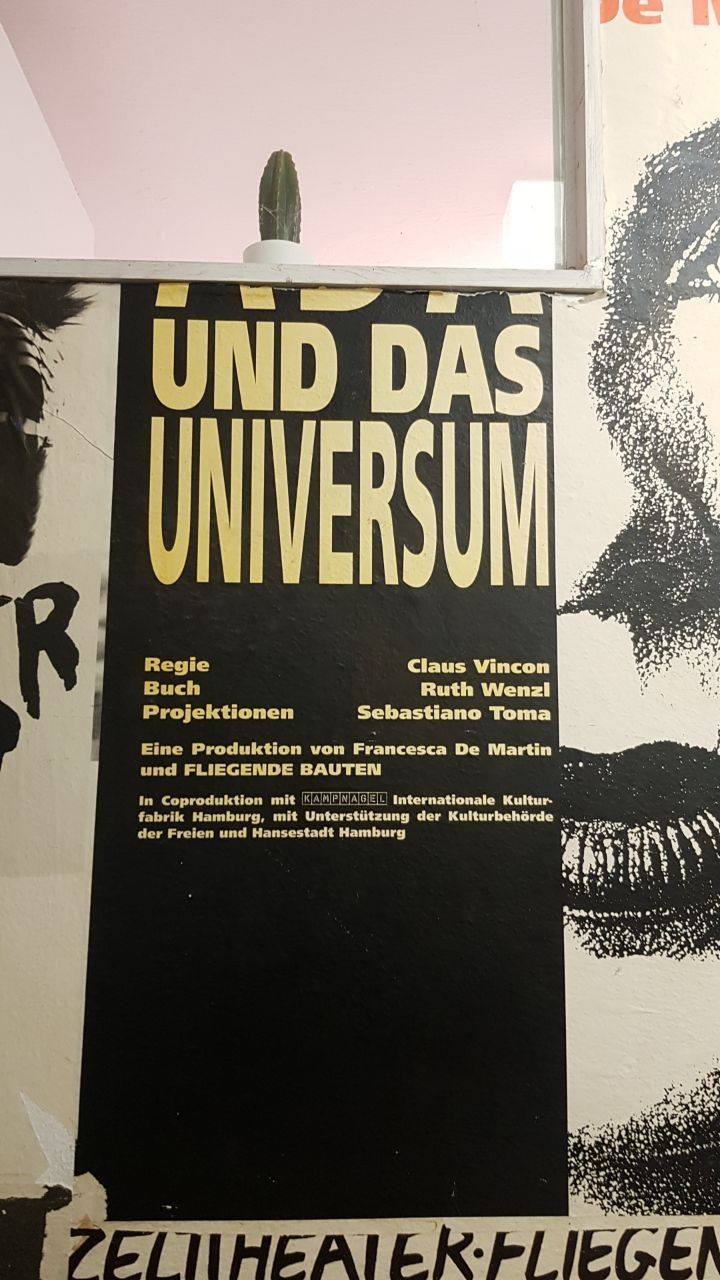 UND DAS
UNIVERSUM
R
Regie Claus Vincon
Buch Ruth Wenzl
Projektionen Sebastiano Toma
Eine Produktion von Francesca De Martin
und FLIEGENDE BAUTEN
In Coproduktion mit KAMPNAGEL Internationale Kultur-
fabrik Hamburg, mit Unterstützung der Kulturbehörde
der Freien und Hansestadt Hamburg
ZELTTHEATER·FLIEGEN